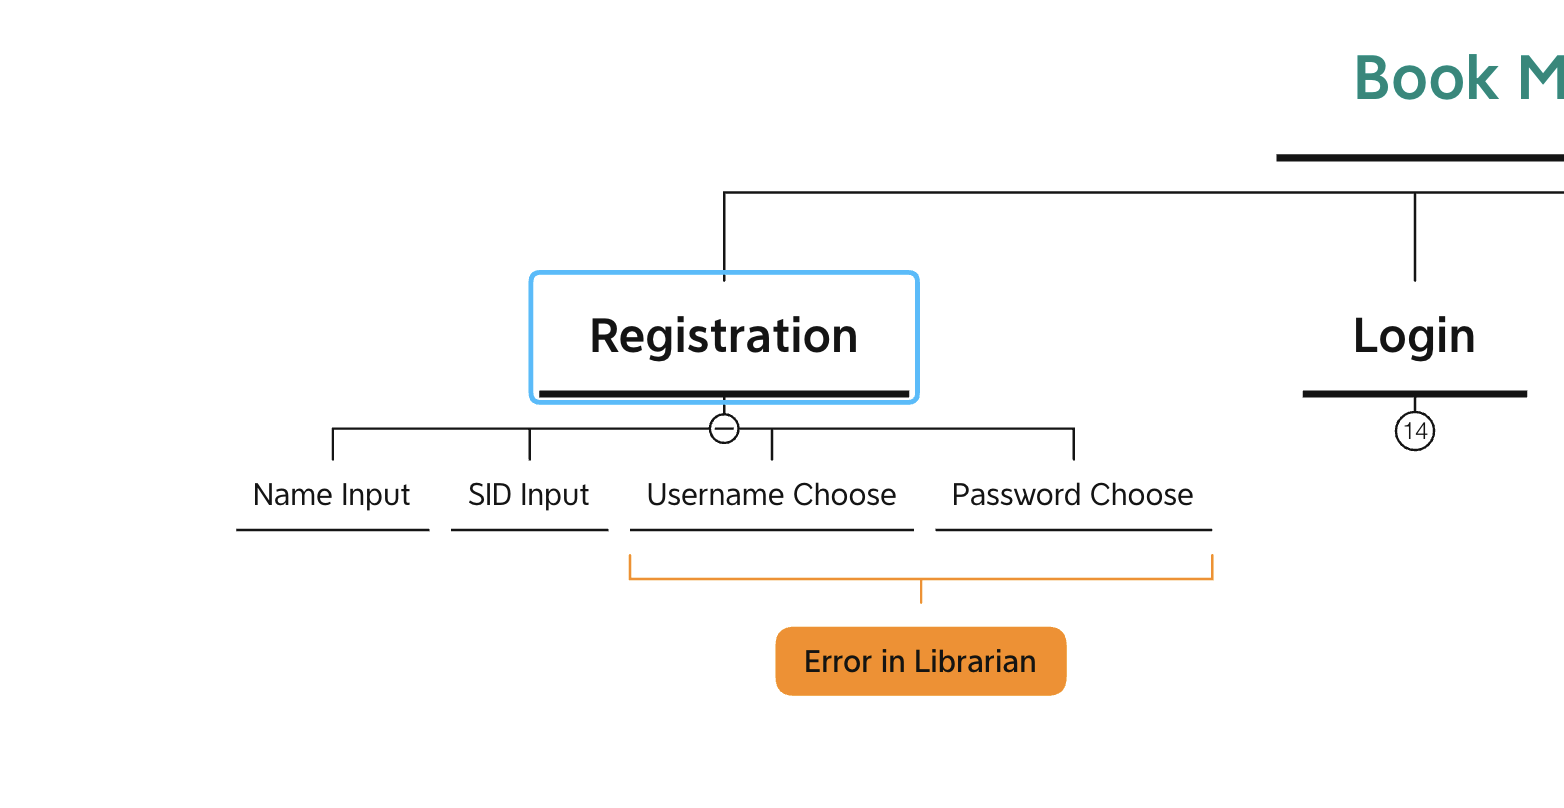 Book M
Registration
Login
14
Name Input
SID Input
Username Choose
Password Choose
Error in Librarian